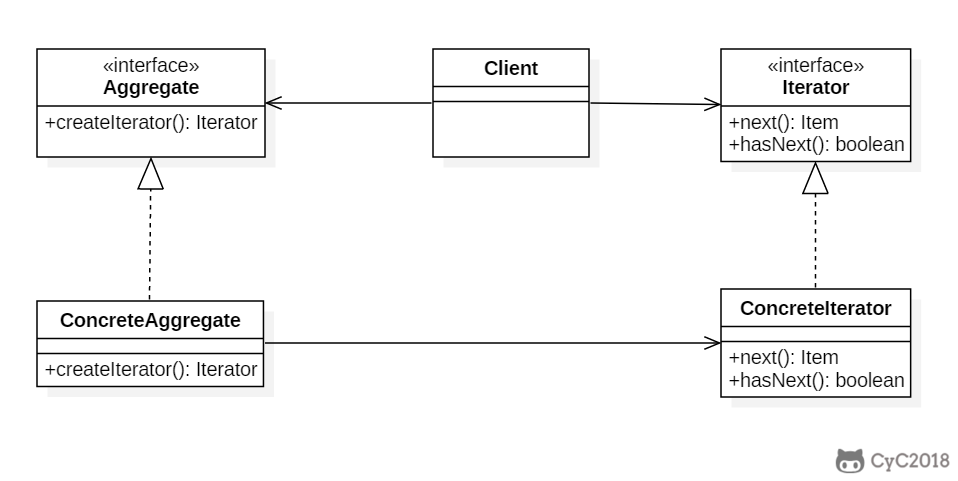 «interface»
Aggregate
+createIterator(): Iterator
Client
«interface»
Iterator
+next(): Item
+hasNext(): boolean
ConcreteAggregate
+createIterator(): Iterator
ConcreteIterator
+next(): Item
+hasNext(): boolean
CyC2018